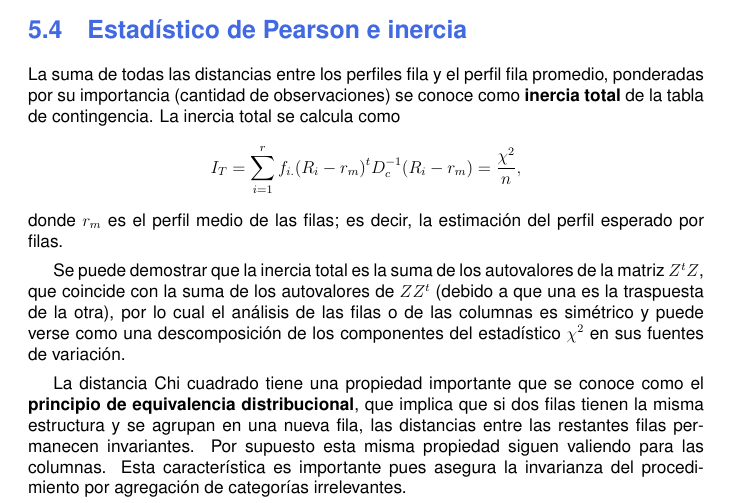 5.4 Estadístico de Pearson e inercia
La suma de todas las distancias entre los perfiles fila y el perfil fila promedio, ponderadas
por su importancia (cantidad de observaciones) se conoce como inercia total de la tabla
de contingencia. La inercia total se calcula como
$I_T = \sum_{i=1}^{r} f_{i.}(R_i - r_m)^t D_c^{-1}(R_i - r_m) = \frac{\chi^2}{n},$
donde $r_m$ es el perfil medio de las filas; es decir, la estimación del perfil esperado por
filas.
Se puede demostrar que la inercia total es la suma de los autovalores de la matriz $Z^tZ$,
que coincide con la suma de los autovalores de $ZZ^t$ (debido a que una es la traspuesta
de la otra), por lo cual el análisis de las filas o de las columnas es simétrico y puede
verse como una descomposición de los componentes del estadístico $\chi^2$ en sus fuentes
de variación.
La distancia Chi cuadrado tiene una propiedad importante que se conoce como el
principio de equivalencia distribucional, que implica que si dos filas tienen la misma
estructura y se agrupan en una nueva fila, las distancias entre las restantes filas per-
manecen invariantes. Por supuesto esta misma propiedad siguen valiendo para las
columnas. Esta característica es importante pues asegura la invarianza del procedi-
miento por agregación de categorías irrelevantes.